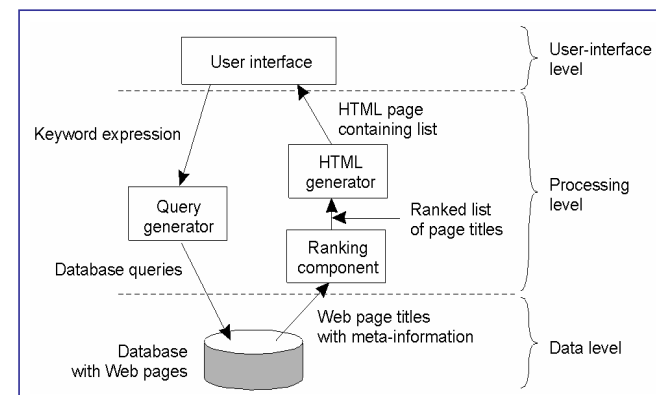 User interface
User-interface
level
Keyword expression
HTML page
containing list
HTML
generator
Query
generator
Ranked list
of page titles
Processing
level
Ranking
component
Database queries
Web page titles
with meta-information
Database
with Web pages
Data level